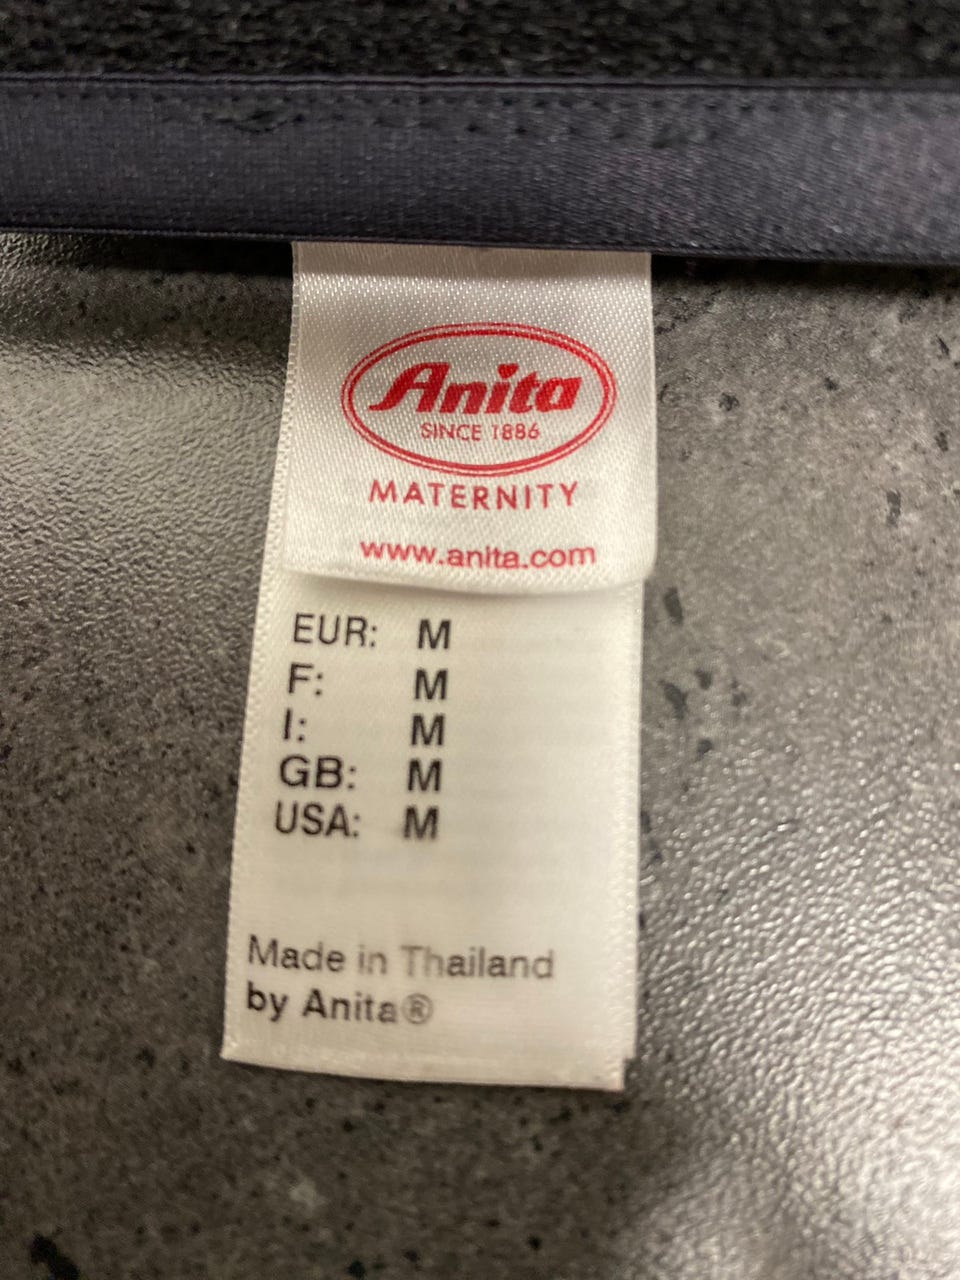 Anita
SINCE 1886
MATERNITY
www.anita.com
EUR: M
F: M
I: M
GB: M
USA: M
Made in Thailand
by Anita®